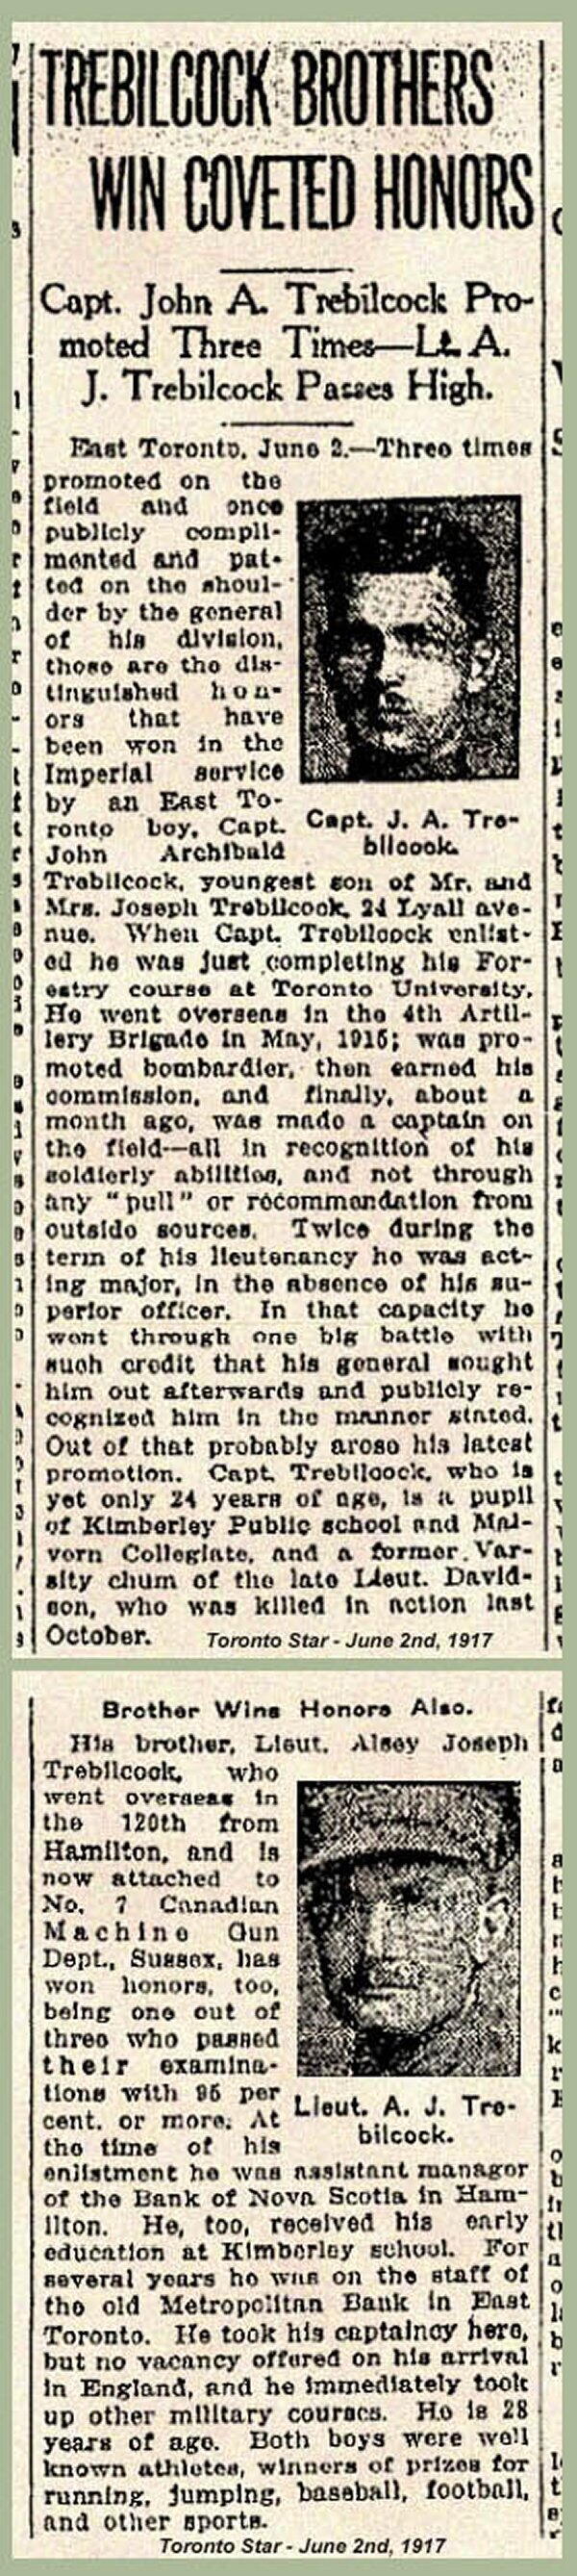 TREBILCOCK BROTHERS
WIN COVETED HONORS
Capt. John A. Trebilcock Pro-
moted Three Times—Lt. A.
J. Trebilcock Passes High.
East Toronto, June 2.—Three times
promoted on the
field and once
publicly compli-
mented and pat-
ted on the shoul-
der by the general
of his division,
those are the dis-
tinguished hon-
ors that have
been won in the
Imperial service
by an East To-
ronto boy, Capt.
John Archibald
Capt. J. A. Tre-
bilcock.
Trebilcock, youngest son of Mr. and
Mrs. Joseph Trebilcock, 24 Lyall ave-
nue. When Capt. Trebilcock enlist-
ed he was just completing his For-
estry course at Toronto University.
He went overseas in the 4th Artil-
lery Brigade in May, 1915; was pro-
moted bombardier, then earned his
commission, and finally, about a
month ago, was made a captain on
the field—all in recognition of his
soldierly abilities, and not through
any "pull" or recommendation from
outside sources. Twice during the
term of his lieutenancy he was act-
ing major, in the absence of his su-
perior officer. In that capacity he
went through one big battle with
such credit that his general sought
him out afterwards and publicly re-
cognized him in the manner stated.
Out of that probably arose his latest
promotion. Capt. Trebilcock, who is
yet only 24 years of age, is a pupil
of Kimberley Public school and Mal-
vern Collegiate, and a former Var-
sity chum of the late Lieut. David-
son, who was killed in action last
October.
Toronto Star - June 2nd, 1917
Brother Wins Honors Also.
His brother, Lieut. Alsey Joseph
Trebilcock, who
went overseas in
the 120th from
Hamilton, and is
now attached to
No. 7 Canadian
Machine Gun
Dept., Sussex, has
won honors, too,
being one out of
three who passed
their examina-
tions with 95 per
cent. or more. At
the time of his
Lieut. A. J. Tre-
bilcock.
enlistment he was assistant manager
of the Bank of Nova Scotia in Ham-
ilton. He, too, received his early
education at Kimberley school. For
several years he was on the staff of
the old Metropolitan Bank in East
Toronto. He took his captaincy here,
but no vacancy offered on his arrival
in England, and he immediately took
up other military courses. He is 28
years of age. Both boys were well
known athletes, winners of prizes for
running, jumping, baseball, football,
and other sports.
Toronto Star - June 2nd, 1917